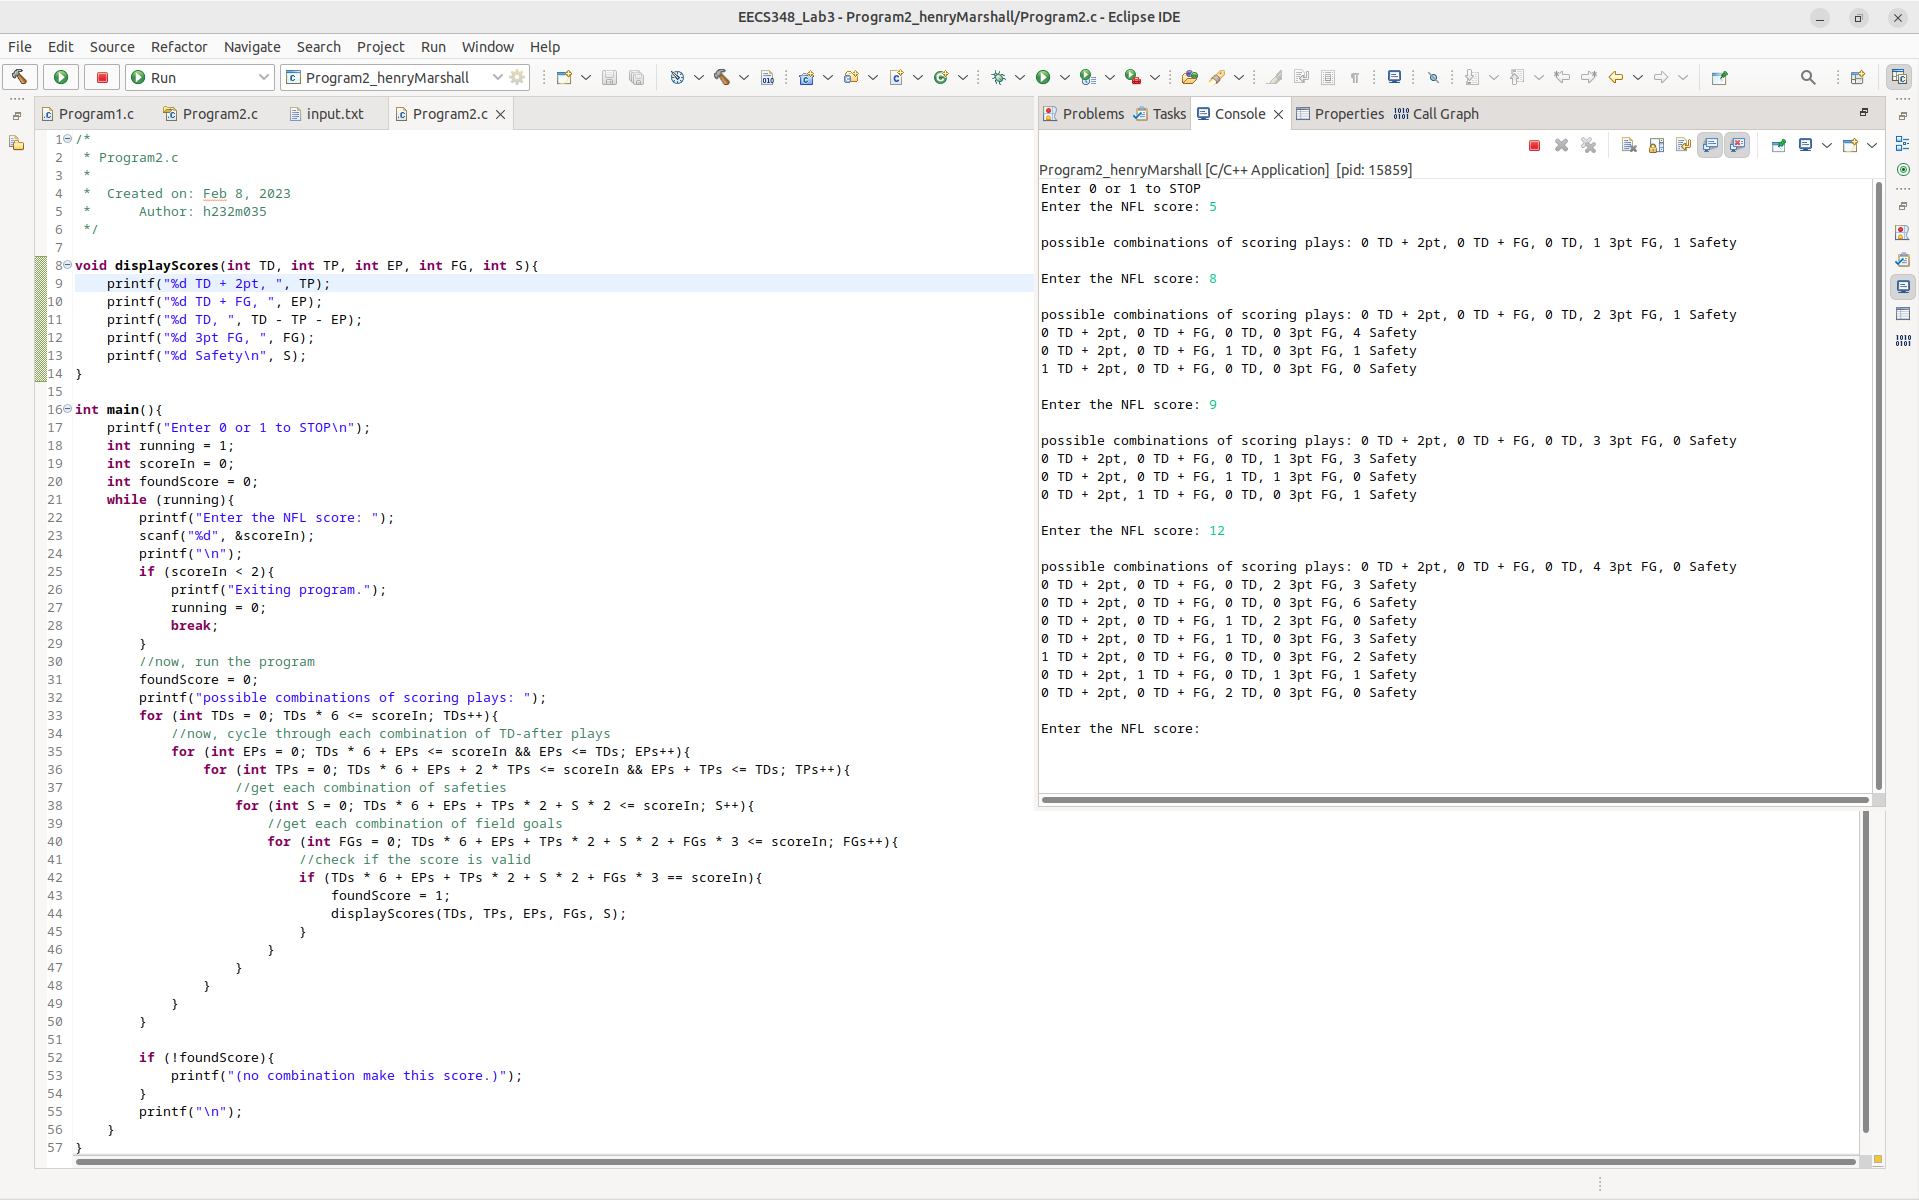 EECS348_Lab3 - Program2_henryMarshall/Program2.c - Eclipse IDE
File Edit Source Refactor Navigate Search Project Run Window Help
Run Program2_henryMarshall
Program1.c Program2.c input.txt Program2.c
1 /*
2  * Program2.c
3  *
4  *  Created on: Feb 8, 2023
5  *      Author: h232m035
6  */
7
8 void displayScores(int TD, int TP, int EP, int FG, int S){
9     printf("%d TD + 2pt, ", TP);
10     printf("%d TD + FG, ", EP);
11     printf("%d TD, ", TD - TP - EP);
12     printf("%d 3pt FG, ", FG);
13     printf("%d Safety\n", S);
14 }
15
16 int main(){
17     printf("Enter 0 or 1 to STOP\n");
18     int running = 1;
19     int scoreIn = 0;
20     int foundScore = 0;
21     while (running){
22         printf("Enter the NFL score: ");
23         scanf("%d", &scoreIn);
24         printf("\n");
25         if (scoreIn < 2){
26             printf("Exiting program.");
27             running = 0;
28             break;
29         }
30         //now, run the program
31         foundScore = 0;
32         printf("possible combinations of scoring plays: ");
33         for (int TDs = 0; TDs * 6 <= scoreIn; TDs++){
34             //now, cycle through each combination of TD-after plays
35             for (int EPs = 0; TDs * 6 + EPs <= scoreIn && EPs <= TDs; EPs++){
36                 for (int TPs = 0; TDs * 6 + EPs + 2 * TPs <= scoreIn && EPs + TPs <= TDs; TPs++){
37                     //get each combination of safeties
38                     for (int S = 0; TDs * 6 + EPs + TPs * 2 + S * 2 <= scoreIn; S++){
39                         //get each combination of field goals
40                         for (int FGs = 0; TDs * 6 + EPs + TPs * 2 + S * 2 + FGs * 3 <= scoreIn; FGs++){
41                             //check if the score is valid
42                             if (TDs * 6 + EPs + TPs * 2 + S * 2 + FGs * 3 == scoreIn){
43                                 foundScore = 1;
44                                 displayScores(TDs, TPs, EPs, FGs, S);
45                             }
46                         }
47                     }
48                 }
49             }
50         }
51
52         if (!foundScore){
53             printf("(no combination make this score.)");
54         }
55         printf("\n");
56     }
57 }
Problems Tasks Console Properties Call Graph
Program2_henryMarshall [C/C++ Application] [pid: 15859]
Enter 0 or 1 to STOP
Enter the NFL score: 5
possible combinations of scoring plays: 0 TD + 2pt, 0 TD + FG, 0 TD, 1 3pt FG, 1 Safety
Enter the NFL score: 8
possible combinations of scoring plays: 0 TD + 2pt, 0 TD + FG, 0 TD, 2 3pt FG, 1 Safety
0 TD + 2pt, 0 TD + FG, 0 TD, 0 3pt FG, 4 Safety
0 TD + 2pt, 0 TD + FG, 1 TD, 0 3pt FG, 1 Safety
1 TD + 2pt, 0 TD + FG, 0 TD, 0 3pt FG, 0 Safety
Enter the NFL score: 9
possible combinations of scoring plays: 0 TD + 2pt, 0 TD + FG, 0 TD, 3 3pt FG, 0 Safety
0 TD + 2pt, 0 TD + FG, 0 TD, 1 3pt FG, 3 Safety
0 TD + 2pt, 0 TD + FG, 1 TD, 1 3pt FG, 0 Safety
0 TD + 2pt, 1 TD + FG, 0 TD, 0 3pt FG, 1 Safety
Enter the NFL score: 12
possible combinations of scoring plays: 0 TD + 2pt, 0 TD + FG, 0 TD, 4 3pt FG, 0 Safety
0 TD + 2pt, 0 TD + FG, 0 TD, 2 3pt FG, 3 Safety
0 TD + 2pt, 0 TD + FG, 0 TD, 0 3pt FG, 6 Safety
0 TD + 2pt, 0 TD + FG, 1 TD, 2 3pt FG, 0 Safety
0 TD + 2pt, 0 TD + FG, 1 TD, 0 3pt FG, 3 Safety
1 TD + 2pt, 0 TD + FG, 0 TD, 0 3pt FG, 2 Safety
0 TD + 2pt, 1 TD + FG, 0 TD, 1 3pt FG, 1 Safety
0 TD + 2pt, 0 TD + FG, 2 TD, 0 3pt FG, 0 Safety
Enter the NFL score: